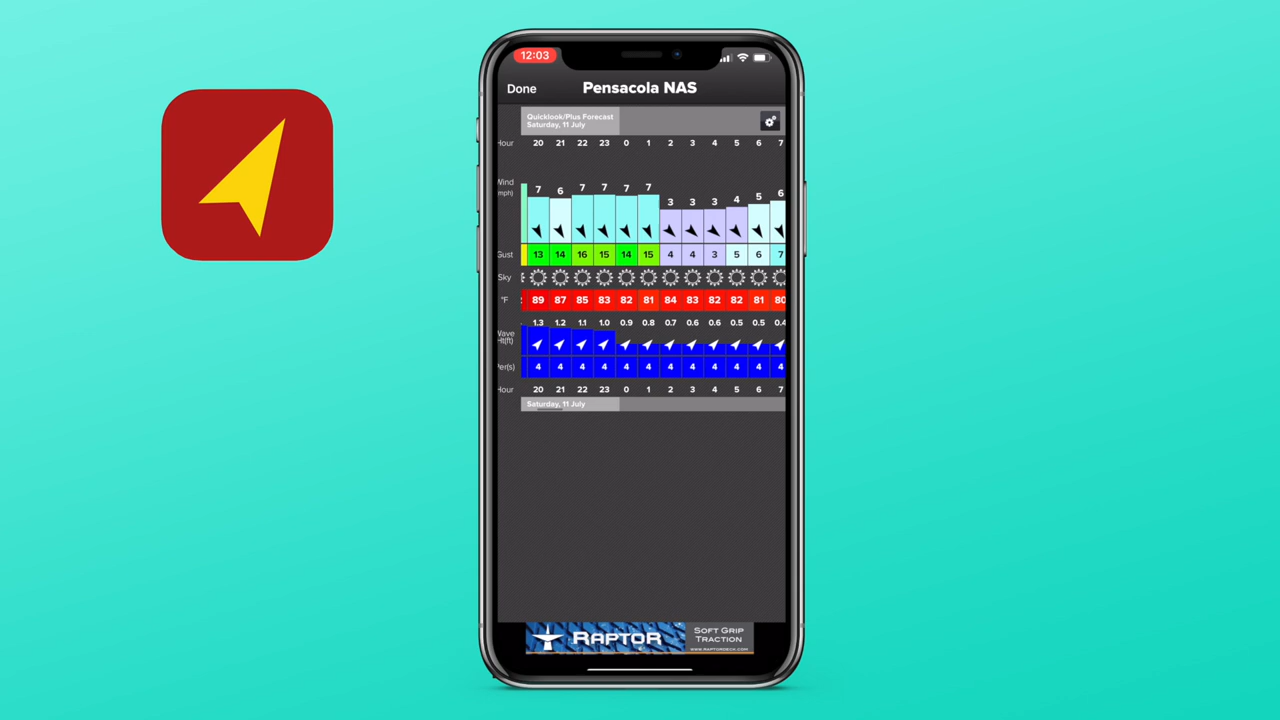 12:03
Done
Pensacola NAS
Quicklook/Plus Forecast
Saturday, 11 July
Hour 20 21 22 23 0 1 2 3 4 5 6 7
7 6 7 7 7 7 3 3 3 4 5 6
Wind
(mph)
Gust 13 14 16 15 14 15 4 4 3 5 6 7
Sky
°F 89 87 85 83 82 81 84 83 82 82 81 80
1.3 1.2 1.1 1.0 0.9 0.8 0.7 0.6 0.6 0.5 0.5 0.4
Wave
Ht(ft)
Per(s) 4 4 4 4 4 4 4 4 4 4 4 4
Hour 20 21 22 23 0 1 2 3 4 5 6 7
Saturday, 11 July
RAPTOR
SOFT GRIP
TRACTION
WWW.RAPTORDECK.COM